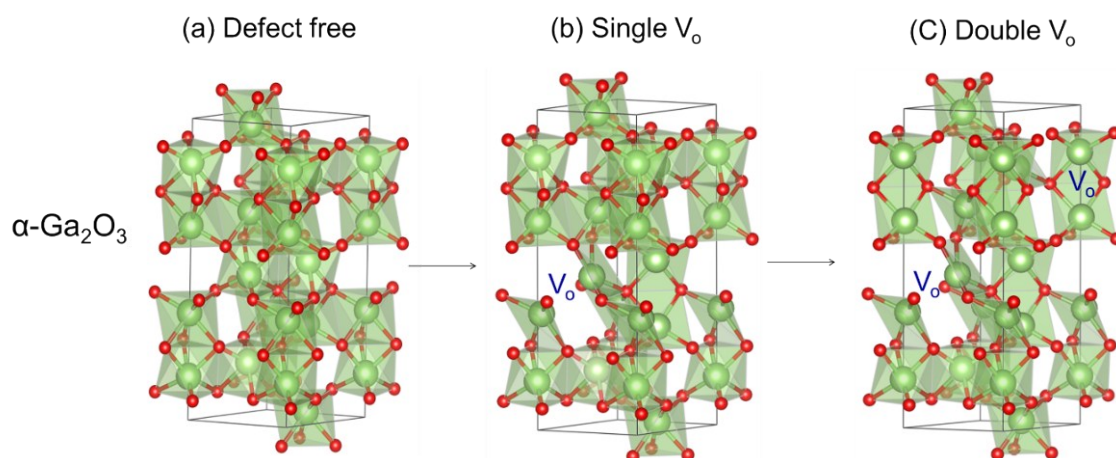 (a) Defect free
(b) Single Vₒ
(C) Double Vₒ
α-Ga₂O₃
Vₒ
Vₒ
Vₒ